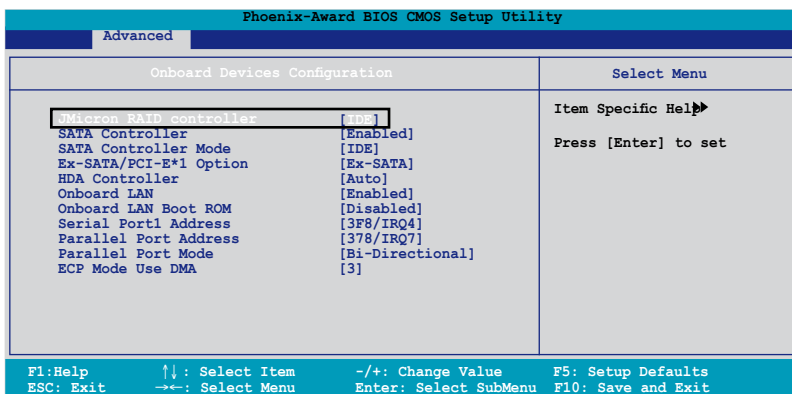 Phoenix-Award BIOS CMOS Setup Utility
Advanced
Onboard Devices Configuration
Select Menu
JMicron RAID controller [IDE]
SATA Controller [Enabled]
SATA Controller Mode [IDE]
Ex-SATA/PCI-E*1 Option [Ex-SATA]
HDA Controller [Auto]
Onboard LAN [Enabled]
Onboard LAN Boot ROM [Disabled]
Serial Port1 Address [3F8/IRQ4]
Parallel Port Address [378/IRQ7]
Parallel Port Mode [Bi-Directional]
ECP Mode Use DMA [3]
Item Specific Help
Press [Enter] to set
F1:Help ↑↓: Select Item -/+: Change Value F5: Setup Defaults
ESC: Exit →←: Select Menu Enter: Select SubMenu F10: Save and Exit